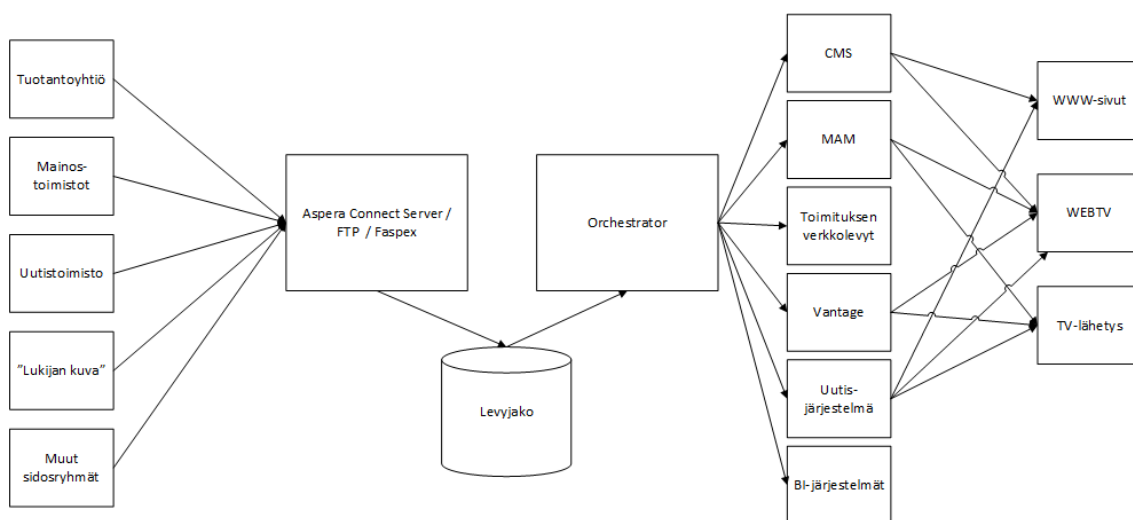 Tuotantoyhtiö
Mainos-
toimistot
Uutistoimisto
”Lukijan kuva”
Muut
sidosryhmät
Aspera Connect Server /
FTP / Faspex
Levyjako
Orchestrator
CMS
MAM
Toimituksen
verkkolevyt
Vantage
Uutis-
järjestelmä
BI-järjestelmät
WWW-sivut
WEBTV
TV-lähetys